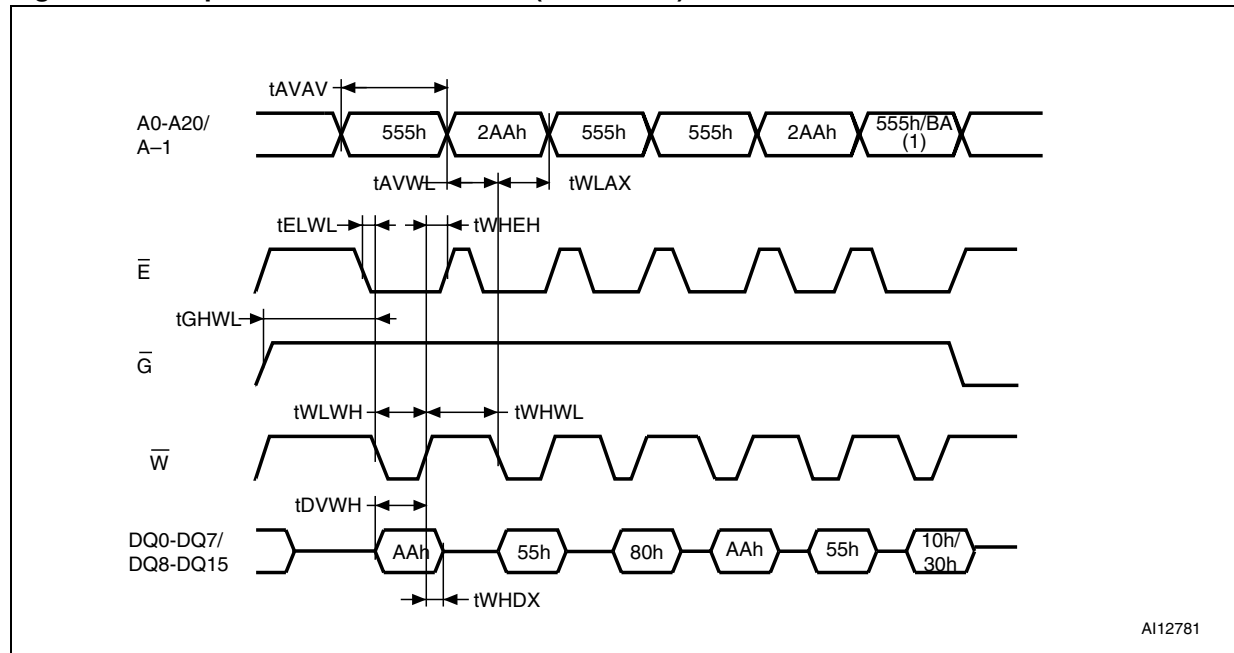 tAVAV
A0-A20/
A–1
555h
2AAh
555h
555h
2AAh
555h/BA
(1)
tAVWL
tWLAX
tELWL
tWHEH
E
tGHWL
G
tWLWH
tWHWL
W
tDVWH
DQ0-DQ7/
DQ8-DQ15
AAh
55h
80h
AAh
55h
10h/
30h
tWHDX
AI12781